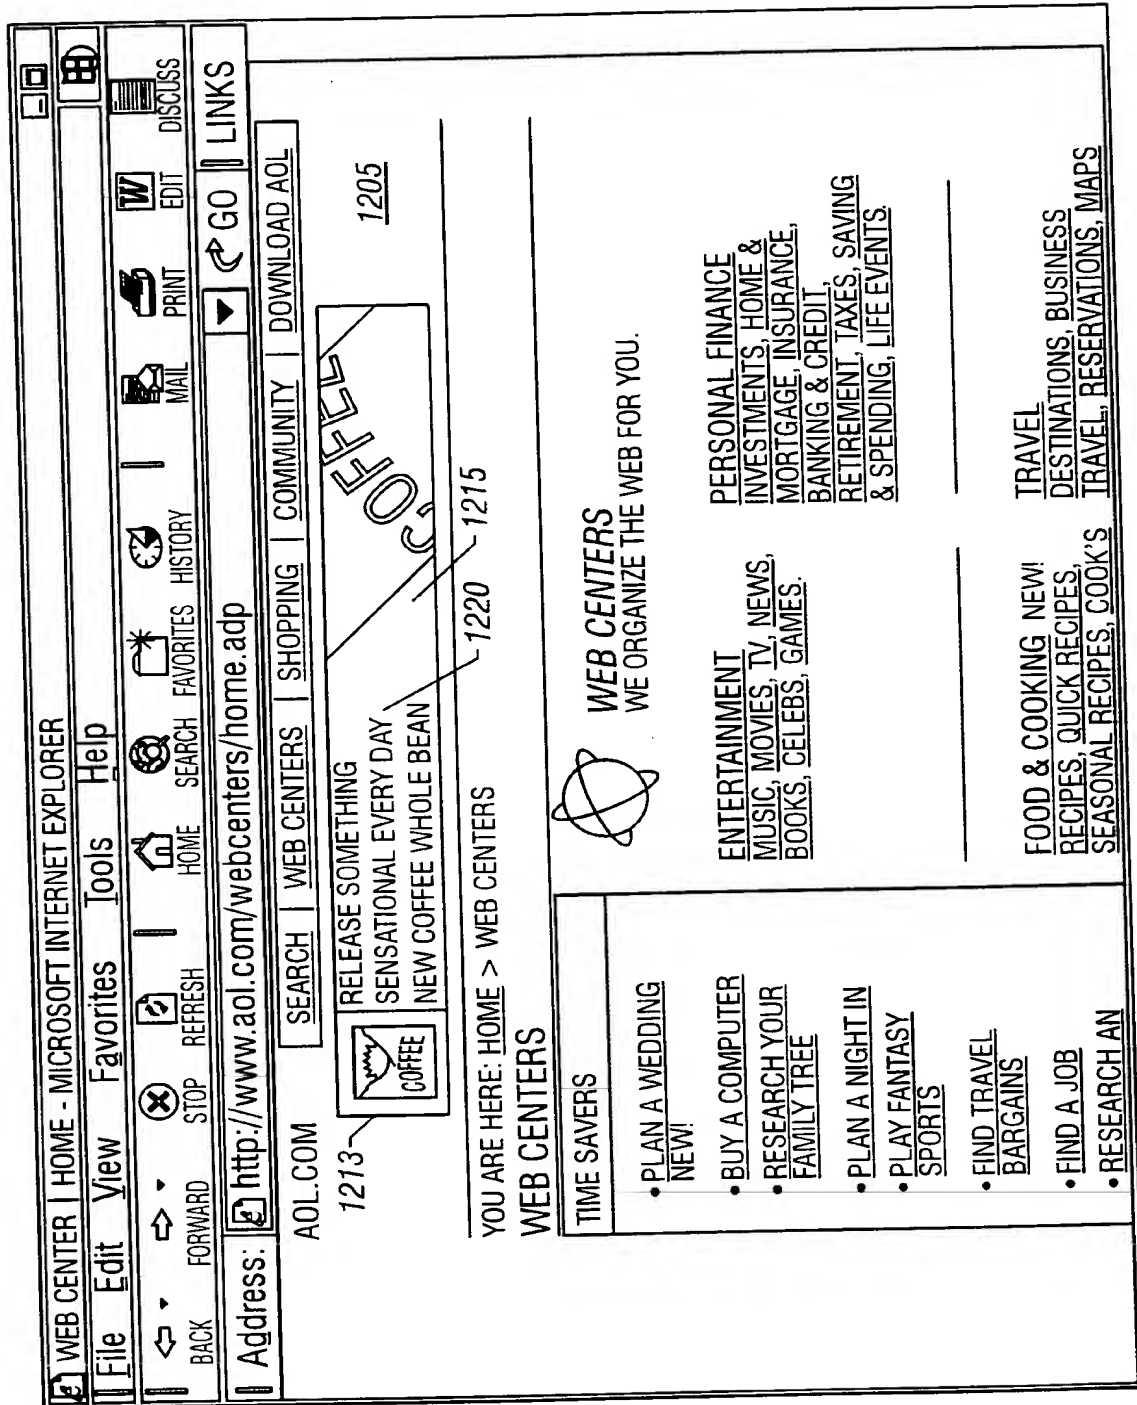 WEB CENTER | HOME - MICROSOFT INTERNET EXPLORER
File Edit View Favorites Tools Help
BACK FORWARD STOP REFRESH HOME SEARCH FAVORITES HISTORY MAIL PRINT EDIT DISCUSS
W
Address: http://www.aol.com/webcenters/home.adp GO LINKS
AOL.COM
SEARCH | WEB CENTERS | SHOPPING | COMMUNITY | DOWNLOAD AOL
1213
COFFEE
RELEASE SOMETHING
SENSATIONAL EVERY DAY
NEW COFFEE WHOLE BEAN
COFFEE
1205
1220
1215
YOU ARE HERE: HOME > WEB CENTERS
WEB CENTERS
TIME SAVERS
• PLAN A WEDDING
NEW!
• BUY A COMPUTER
• RESEARCH YOUR
FAMILY TREE
• PLAN A NIGHT IN
• PLAY FANTASY
SPORTS
• FIND TRAVEL
BARGAINS
• FIND A JOB
• RESEARCH AN
WEB CENTERS
WE ORGANIZE THE WEB FOR YOU.
ENTERTAINMENT
MUSIC, MOVIES, TV, NEWS,
BOOKS, CELEBS, GAMES.
PERSONAL FINANCE
INVESTMENTS, HOME &
MORTGAGE, INSURANCE,
BANKING & CREDIT,
RETIREMENT, TAXES, SAVING
& SPENDING, LIFE EVENTS.
FOOD & COOKING NEW!
RECIPES, QUICK RECIPES,
SEASONAL RECIPES, COOK'S
TRAVEL
DESTINATIONS, BUSINESS
TRAVEL, RESERVATIONS, MAPS